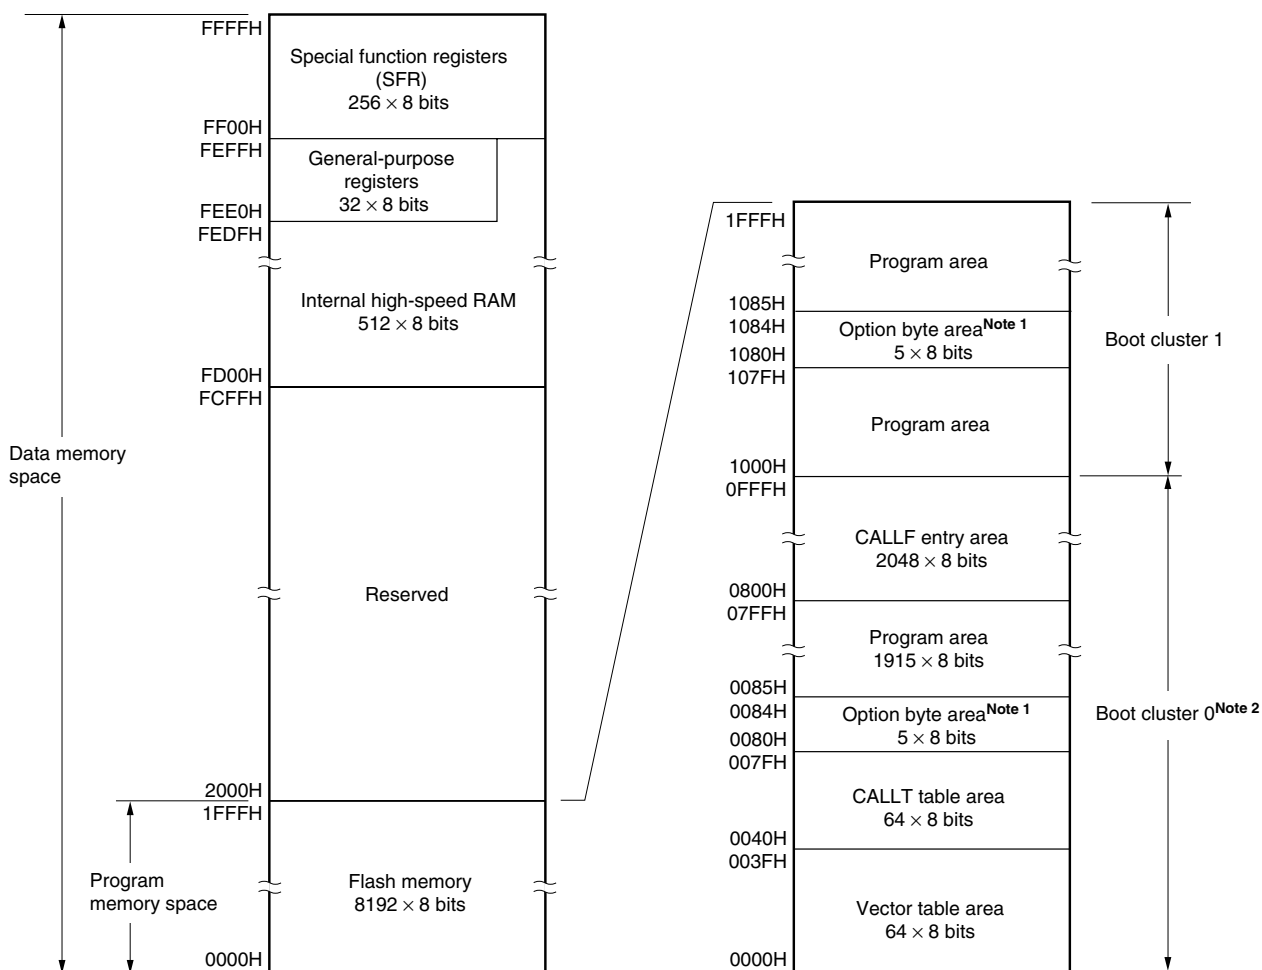 FFFFH
Special function registers
(SFR)
256 × 8 bits
FF00H
FEFFH
General-purpose
registers
32 × 8 bits
FEE0H
FEDFH
Internal high-speed RAM
512 × 8 bits
FD00H
FCFFH
Data memory
space
Reserved
2000H
1FFFH
Program
memory space
Flash memory
8192 × 8 bits
0000H
1FFFH
Program area
1085H
1084H
Option byte area Note 1
5 × 8 bits
1080H
107FH
Boot cluster 1
Program area
1000H
0FFFH
CALLF entry area
2048 × 8 bits
0800H
07FFH
Program area
1915 × 8 bits
0085H
0084H
Option byte area Note 1
5 × 8 bits
0080H
007FH
Boot cluster 0 Note 2
CALLT table area
64 × 8 bits
0040H
003FH
Vector table area
64 × 8 bits
0000H